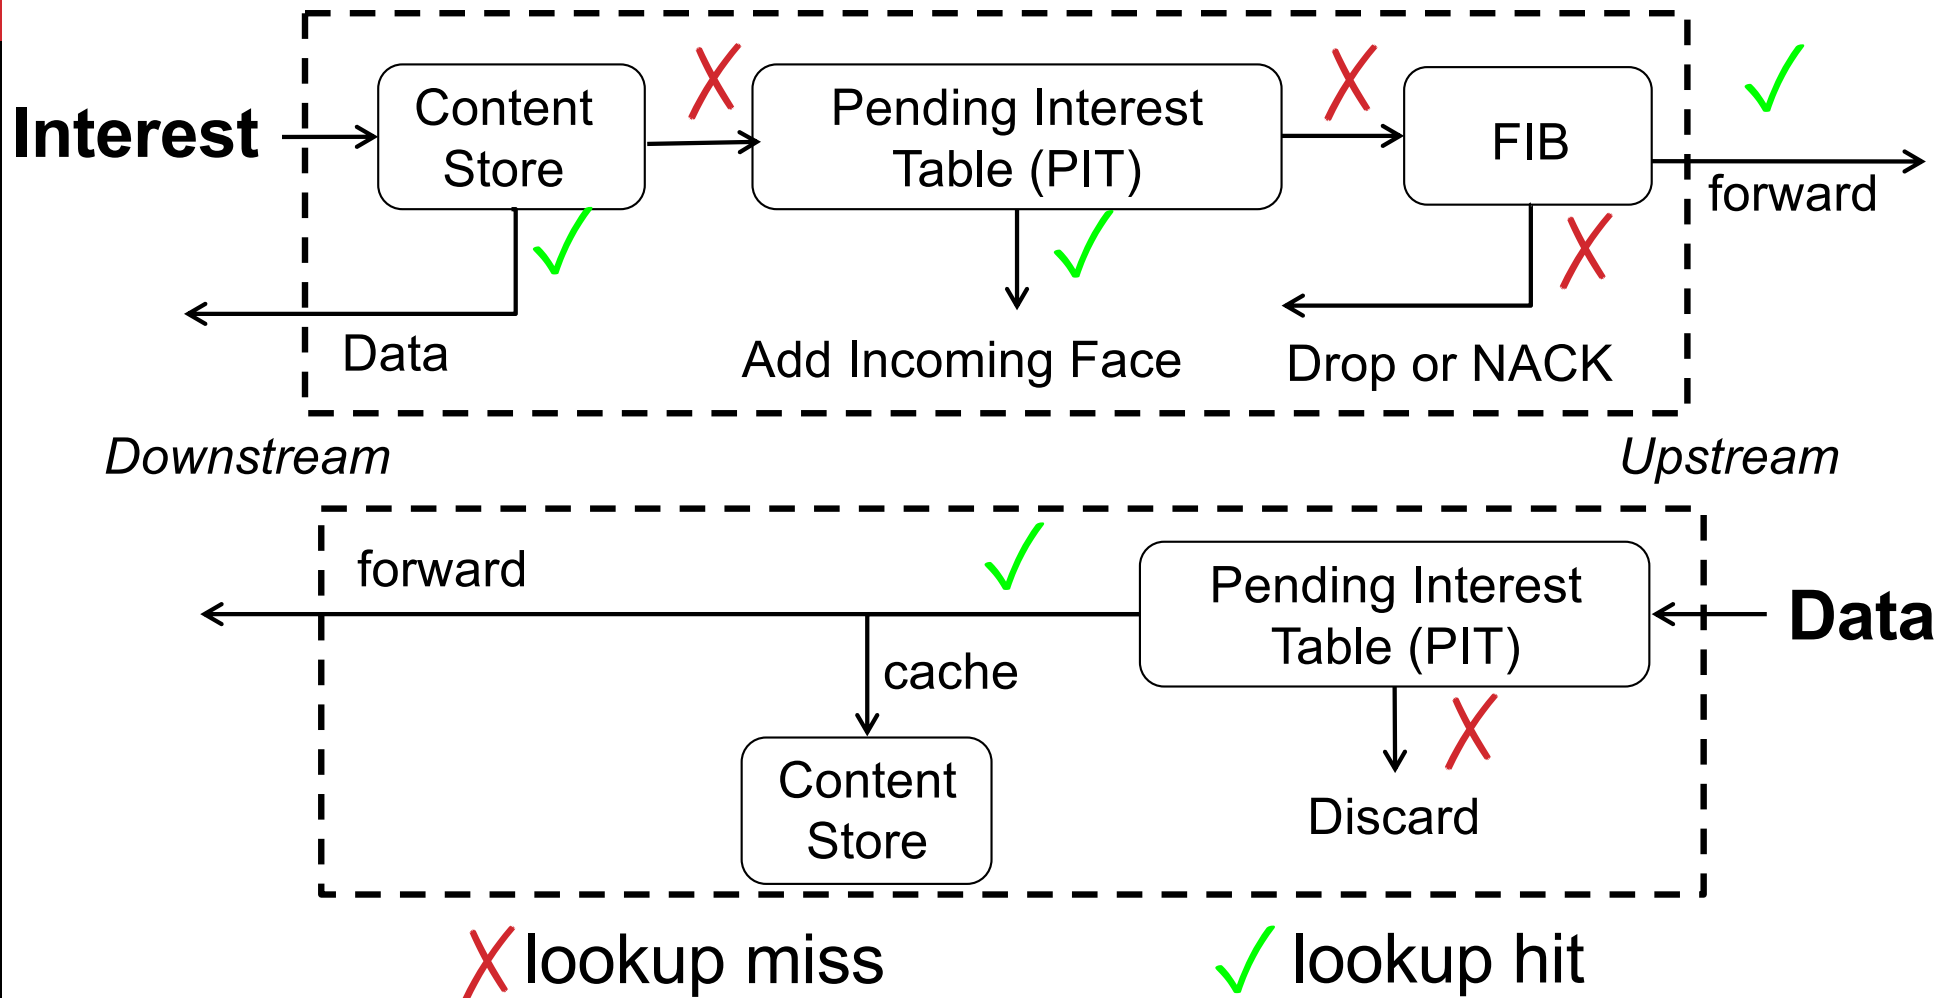 Interest
Content
Store
Pending Interest
Table (PIT)
FIB
forward
Data
Add Incoming Face
Drop or NACK
Downstream
Upstream
forward
Pending Interest
Table (PIT)
Data
cache
Content
Store
Discard
lookup miss
lookup hit